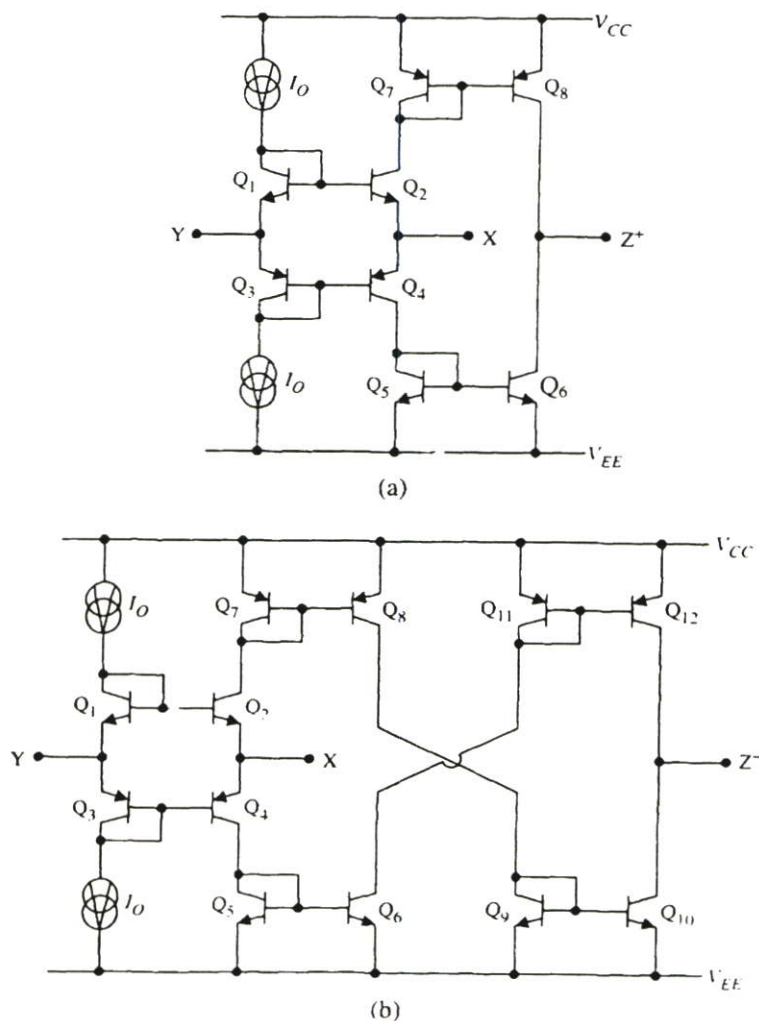 V_CC
I_O
Q_7
Q_8
Q_1
Q_2
Y
X
Z^+
Q_3
Q_4
I_O
Q_5
Q_6
V_EE
(a)
V_CC
I_O
Q_7
Q_8
Q_11
Q_12
Q_1
Q_2
Y
X
Z^-
Q_3
Q_4
I_O
Q_5
Q_6
Q_9
Q_10
V_EE
(b)